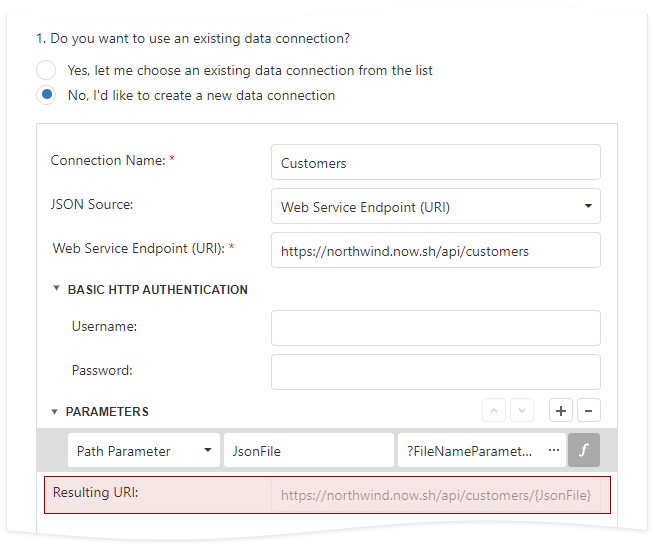 1. Do you want to use an existing data connection?
Yes, let me choose an existing data connection from the list
No, I'd like to create a new data connection
Connection Name: * Customers
JSON Source: Web Service Endpoint (URI)
Web Service Endpoint (URI): * https://northwind.now.sh/api/customers
BASIC HTTP AUTHENTICATION
Username:
Password:
PARAMETERS
Path Parameter JsonFile ?FileNameParamet... ··· f
Resulting URI: https://northwind.now.sh/api/customers/{JsonFile}